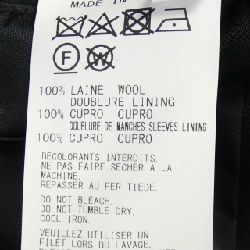 MADE IN
100% LAINE WOOL
DOUBLURE LINING
100% CUPRO CUPRO
DOUBLURE DE MANCHES SLEEVES LINING
100% CUPRO CUPRO
DECOLORANTS INTERDITS.
NE PAS FAIRE SÉCHER A LA
MACHINE.
REPASSER AU FER TIEDE.
DO NOT BLEACH.
DO NOT TUMBLE DRY.
COOL IRON.
VEUILLEZ UTILISER UN
FILET LORS DU LAVAGE.